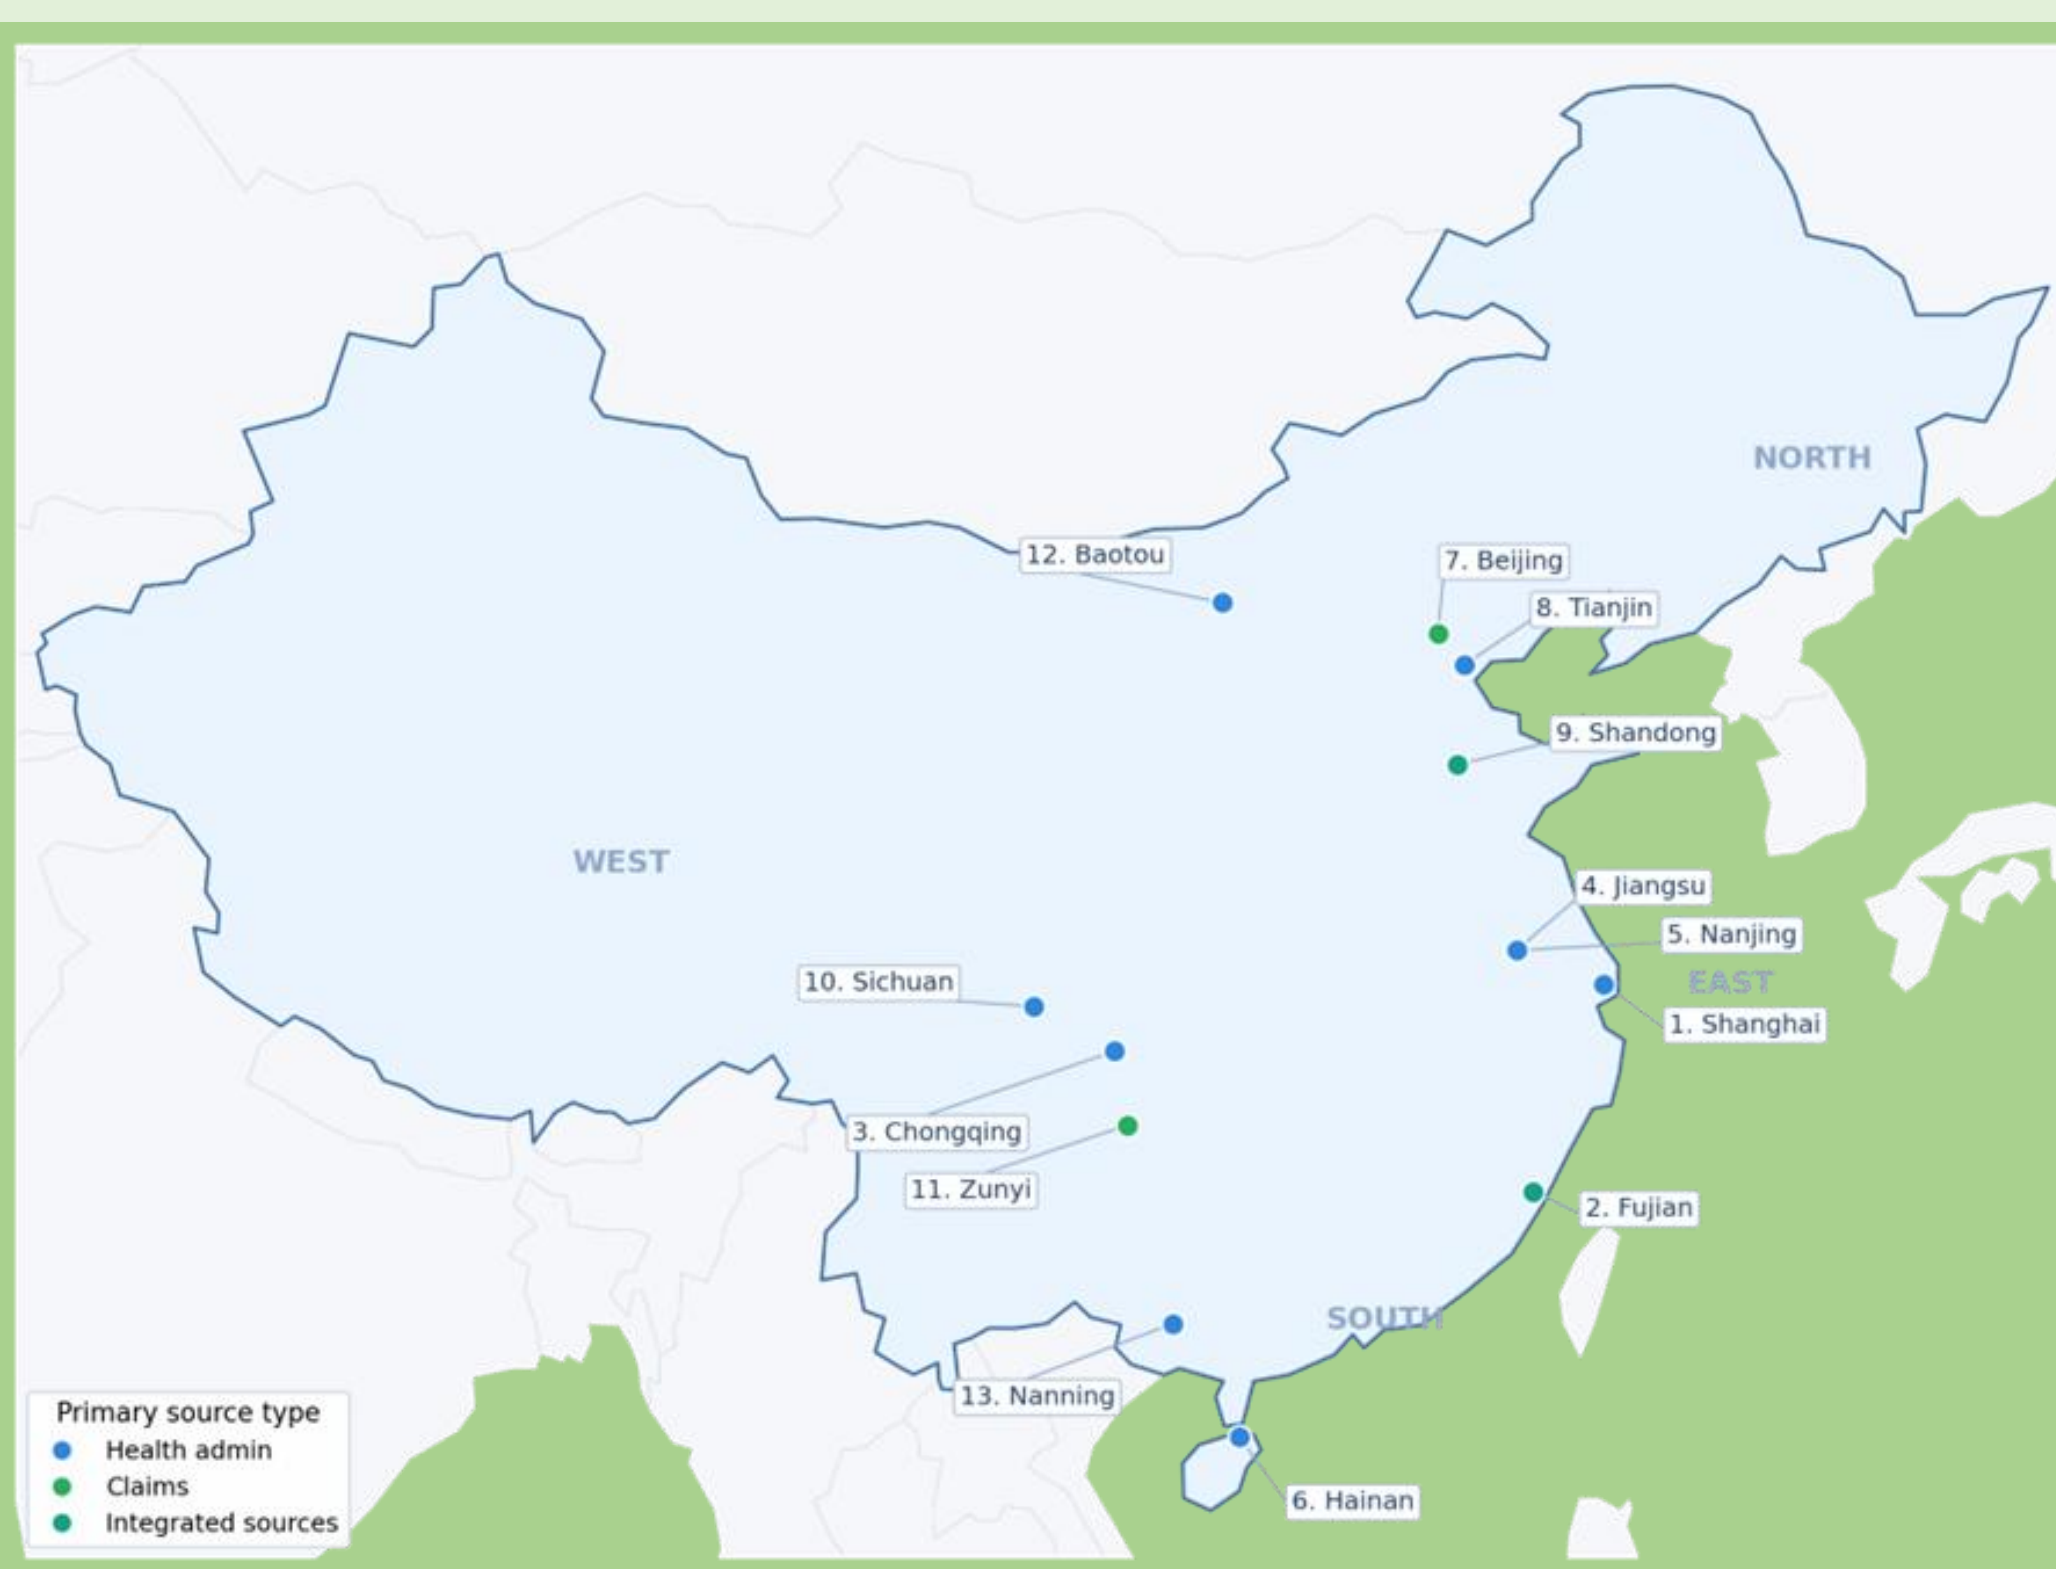 NORTH
12. Baotou
7. Beijing
8. Tianjin
9. Shandong
WEST
4. Jiangsu
5. Nanjing
10. Sichuan
EAST
1. Shanghai
3. Chongqing
11. Zunyi
2. Fujian
SOUTH
13. Nanning
6. Hainan
Primary source type
Health admin
Claims
Integrated sources